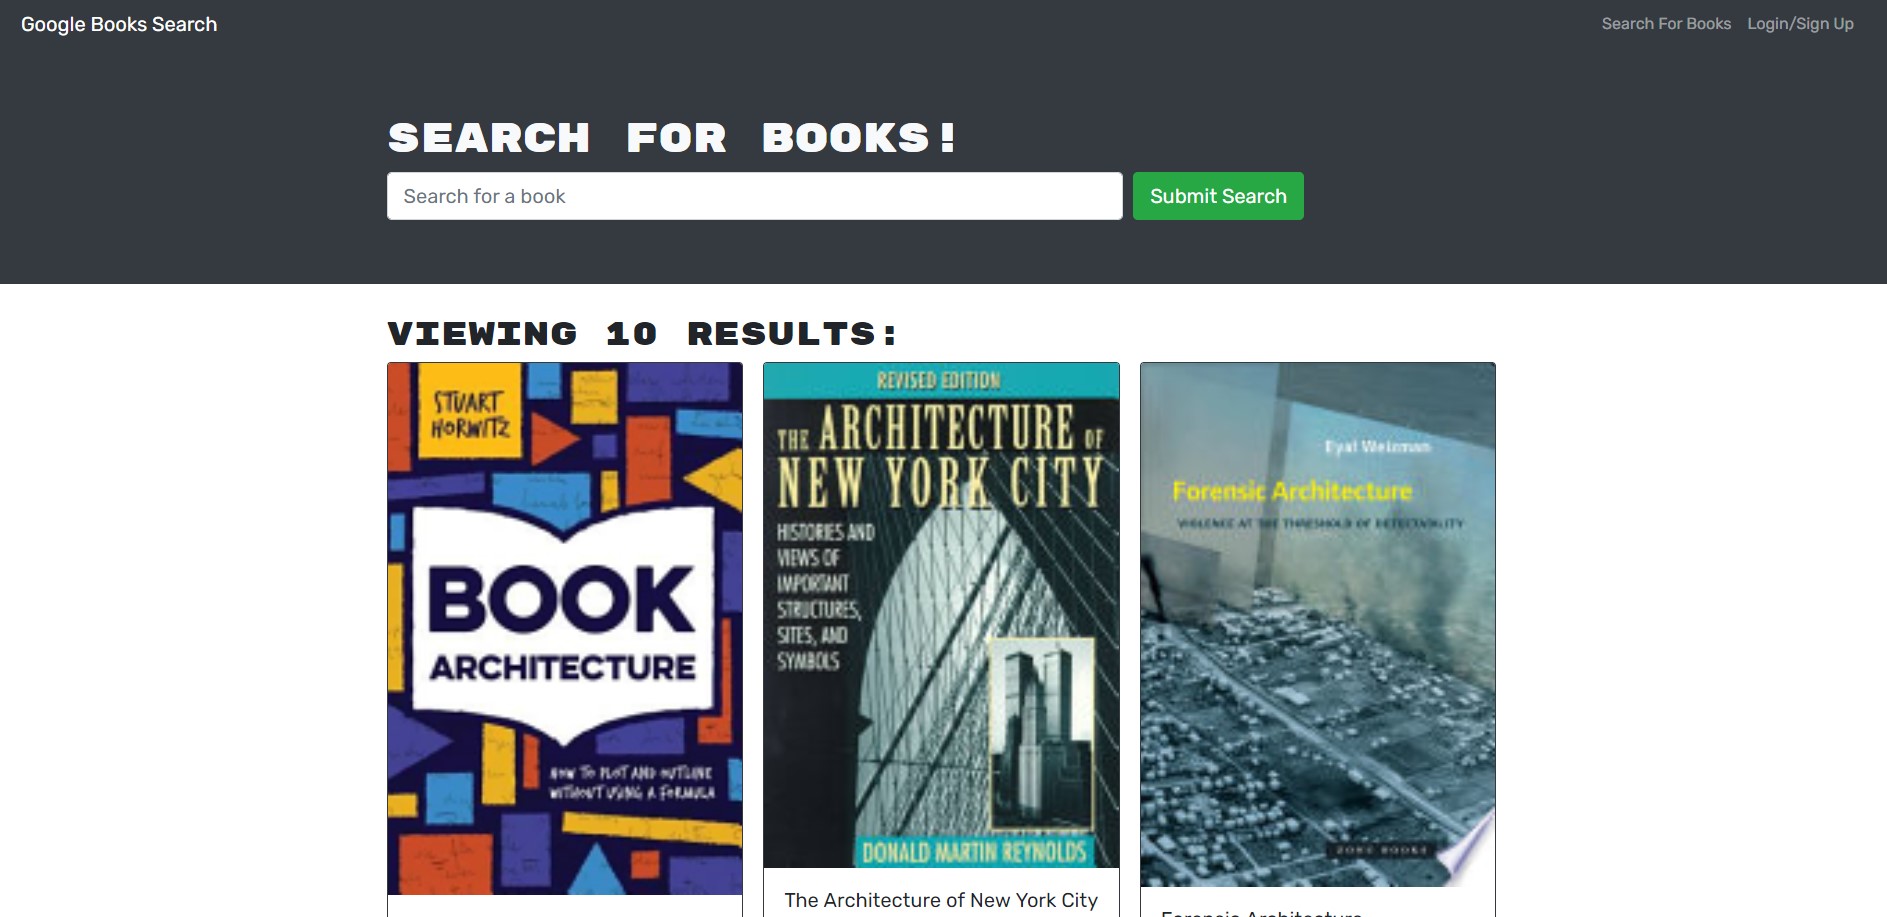 Google Books Search
Search For Books
Login/Sign Up
SEARCH FOR BOOKS!
Search for a book
Submit Search
VIEWING 10 RESULTS:
STUART
HORWITZ
BOOK
ARCHITECTURE
HOW TO PLOT AND OUTLINE
WITHOUT USING A FORMULA
REVISED EDITION
THE ARCHITECTURE OF
NEW YORK CITY
HISTORIES AND
VIEWS OF
IMPORTANT
STRUCTURES,
SITES, AND
SYMBOLS
DONALD MARTIN REYNOLDS
The Architecture of New York City
Eyal Weizman
Forensic Architecture
VIOLENCE AT THE THRESHOLD OF DETECTABILITY
ZONE BOOKS
Forensic Architecture